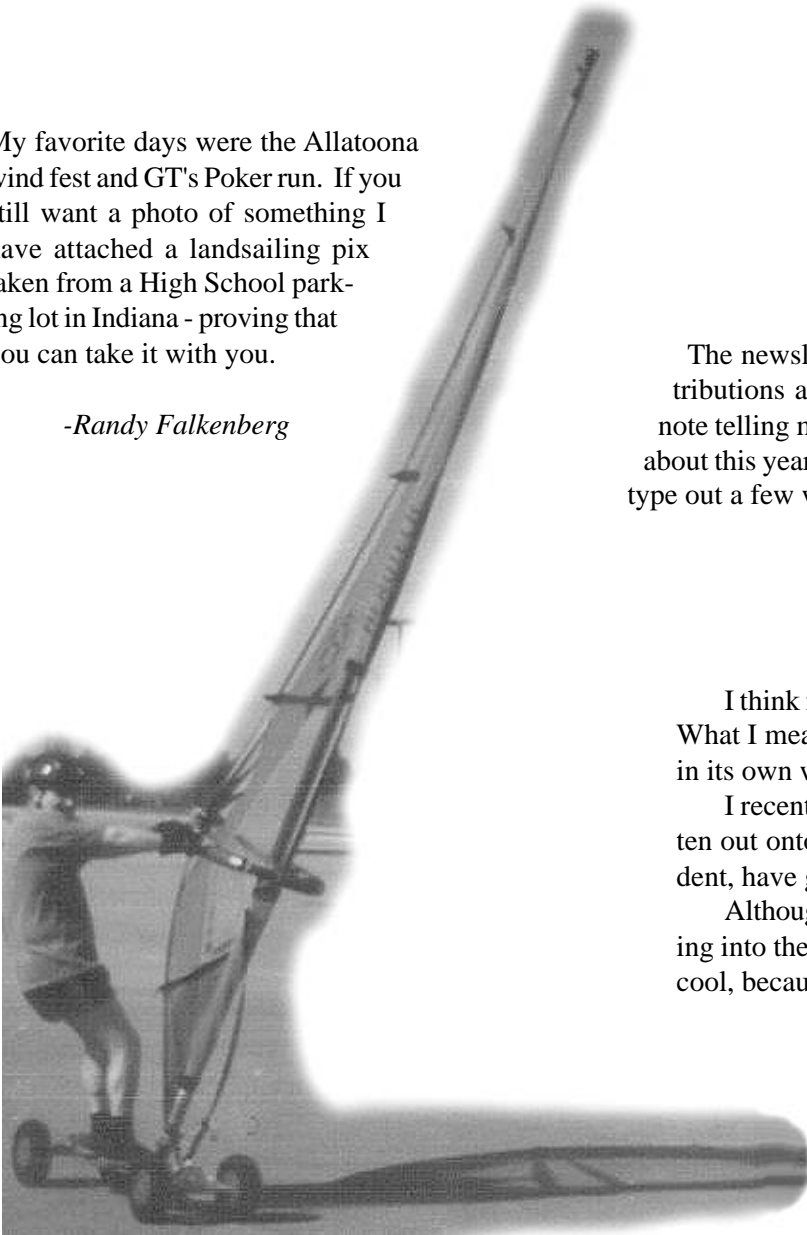 My favorite days were the Allatoona
wind fest and GT's Poker run. If you
still want a photo of something I
have attached a landsailing pix
taken from a High School park-
ing lot in Indiana - proving that
you can take it with you.
-Randy Falkenberg
The newsl
tributions a
note telling m
about this year
type out a few
I think
What I mea
in its own
I recent
ten out onto
dent, have
Althoug
ing into the
cool, becau